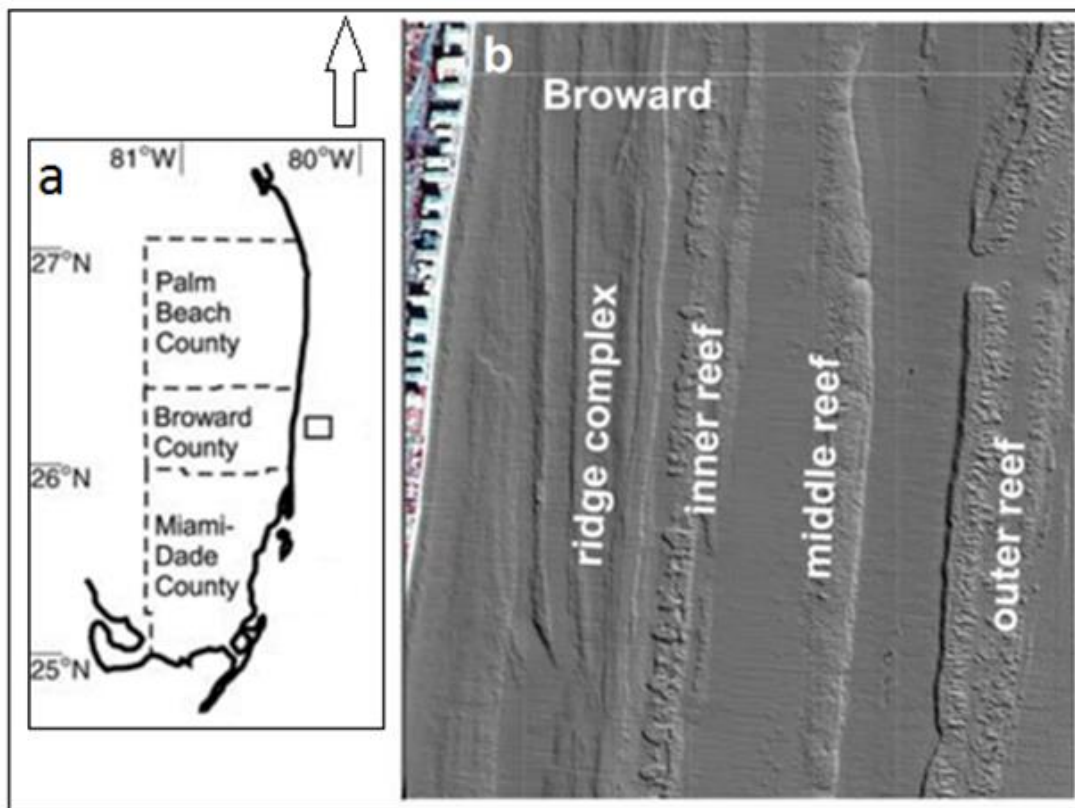 a
81°W
80°W
27°N
Palm
Beach
County
Broward
County
26°N
Miami-
Dade
County
25°N
b
Broward
ridge complex
inner reef
middle reef
outer reef